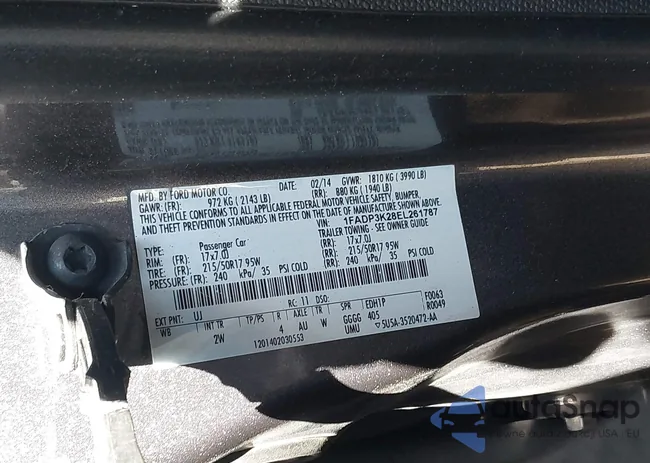 MFD. BY FORD MOTOR CO. DATE: 02/14 GVWR: 1810 KG (3990 LB)
GAWR: (FR): 972 KG (2143 LB) (RR): 880 KG (1940 LB)
THIS VEHICLE CONFORMS TO ALL APPLICABLE FEDERAL MOTOR VEHICLE SAFETY, BUMPER,
AND THEFT PREVENTION STANDARDS IN EFFECT ON THE DATE OF MANUFACTURE SHOWN
ABOVE. VIN: 1FADP3K28EL261787
TYPE: Passenger Car TRAILER TOWING -
RIM: (FR): 17x7.0J (RR): 17x7.0J
TIRE: (FR): 215/50R17 95W (RR): 215/50R17 95W
PRESSURE: (FR): 240 kPa/ 35 PSI COLD (RR): 240 kPa/ 35 PSI COLD
EXT PNT: UJ RC: 11 DSO: EDH1P F0063
WB INT TR TP/PS R AXLE TR SPR 405 R0049
2W 4 AU W GGGG UMU
1201402030553 5U5A-3520472-AA
autoSnap